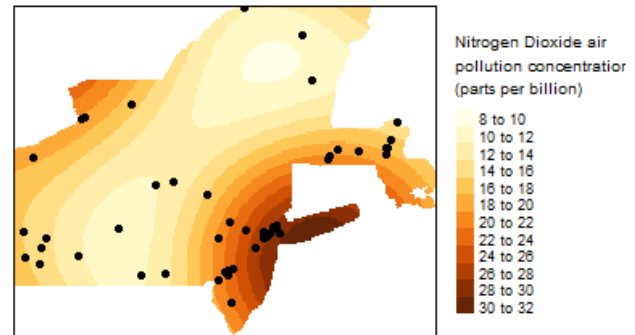 Nitrogen Dioxide air
pollution concentration
(parts per billion)
8 to 10
10 to 12
12 to 14
14 to 16
16 to 18
18 to 20
20 to 22
22 to 24
24 to 26
26 to 28
28 to 30
30 to 32